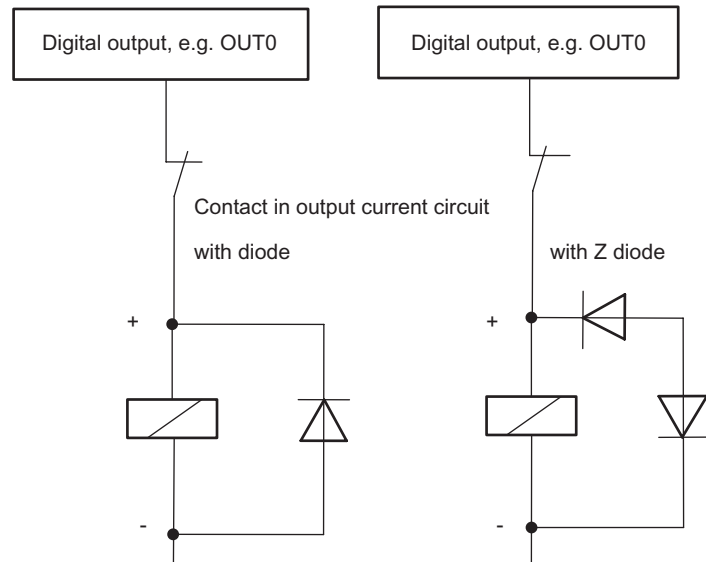 Digital output, e.g. OUT0
Digital output, e.g. OUT0
Contact in output current circuit
with diode
with Z diode
+
+
-
-